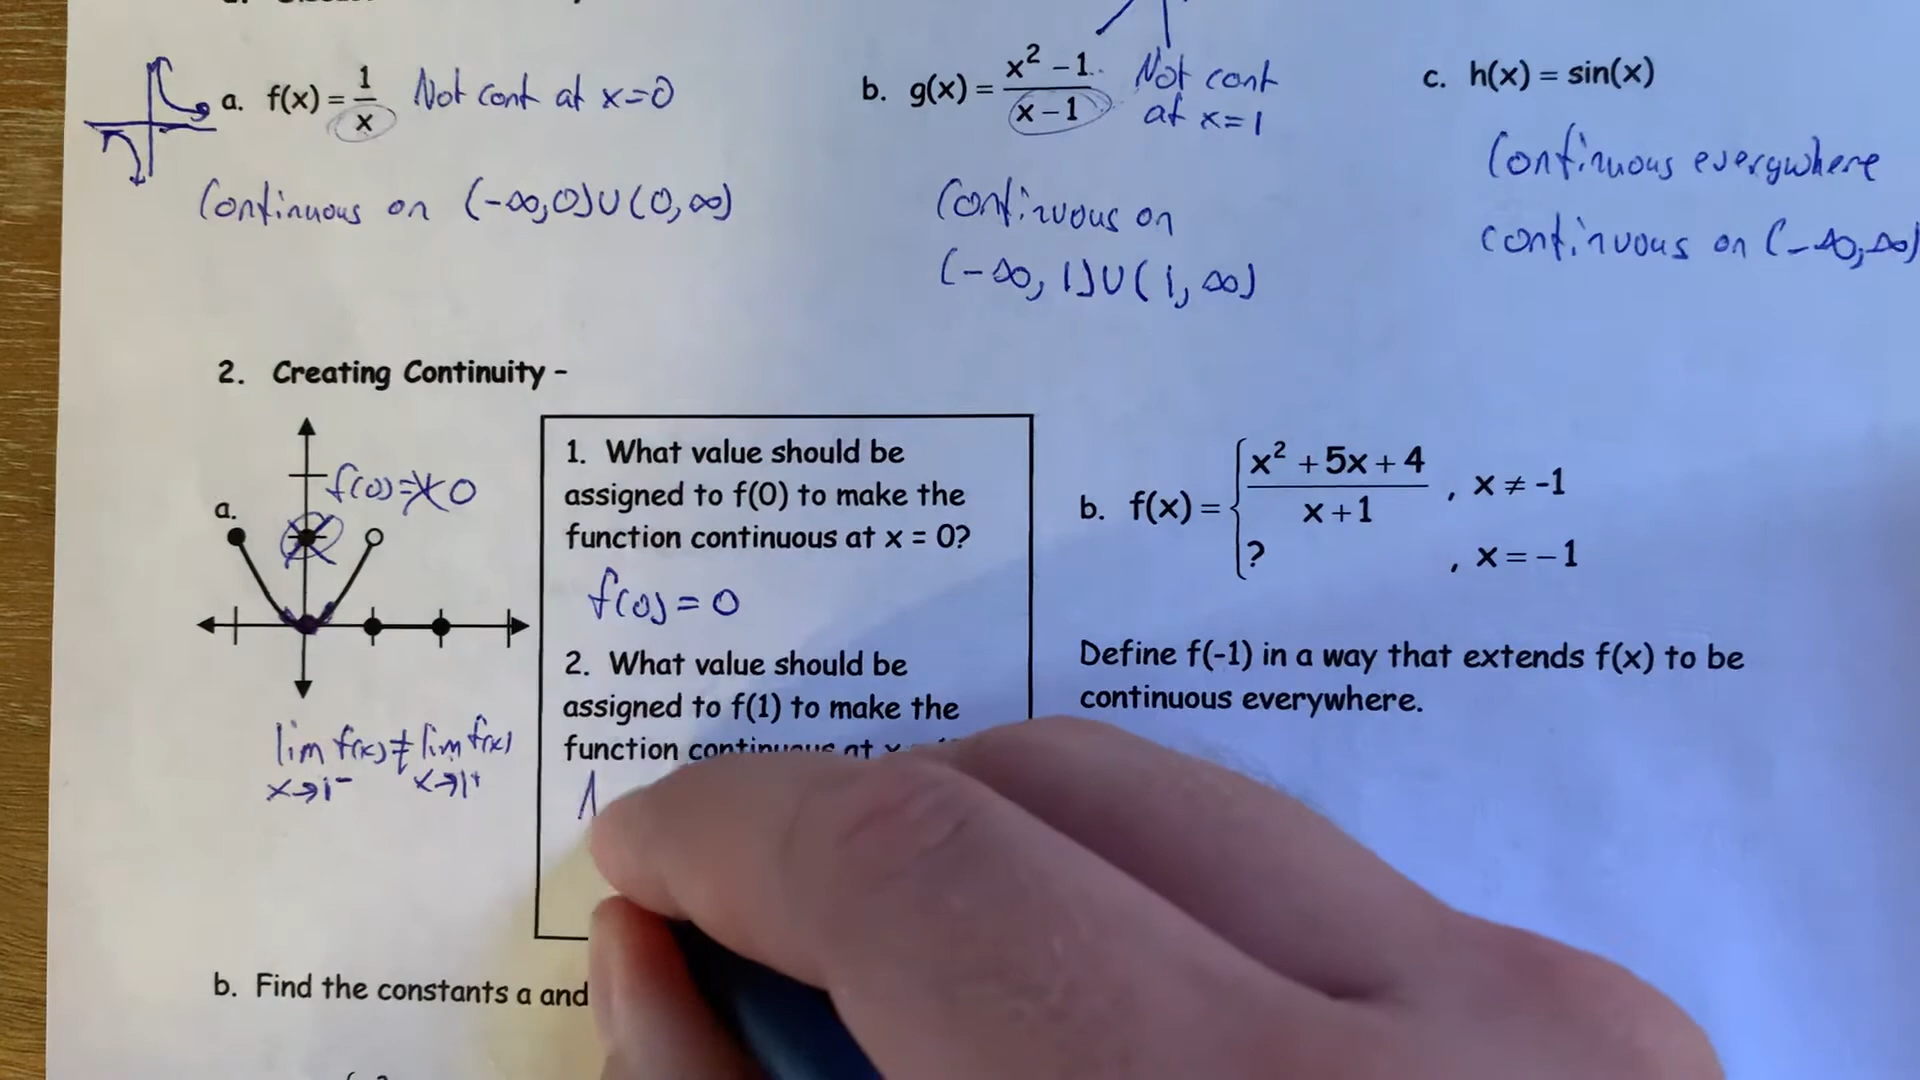 a. f(x) = 1/x Not cont at x=0
Continuous on (-∞,0)∪(0,∞)
b. g(x) = (x² - 1)/(x - 1) Not cont
at x=1
Continuous on
(-∞, 1)∪(1, ∞)
c. h(x) = sin(x)
Continuous everywhere
continuous on (-∞,∞)
2. Creating Continuity -
a.
f(0)= 0
lim f(x) ≠ lim f(x)
x→1⁻ x→1⁺
1. What value should be
assigned to f(0) to make the
function continuous at x = 0?
f(0) = 0
2. What value should be
assigned to f(1) to make the
function continuous at
b. f(x) = { (x² + 5x + 4)/(x + 1) , x ≠ -1
? , x = -1
Define f(-1) in a way that extends f(x) to be
continuous everywhere.
b. Find the constants a and